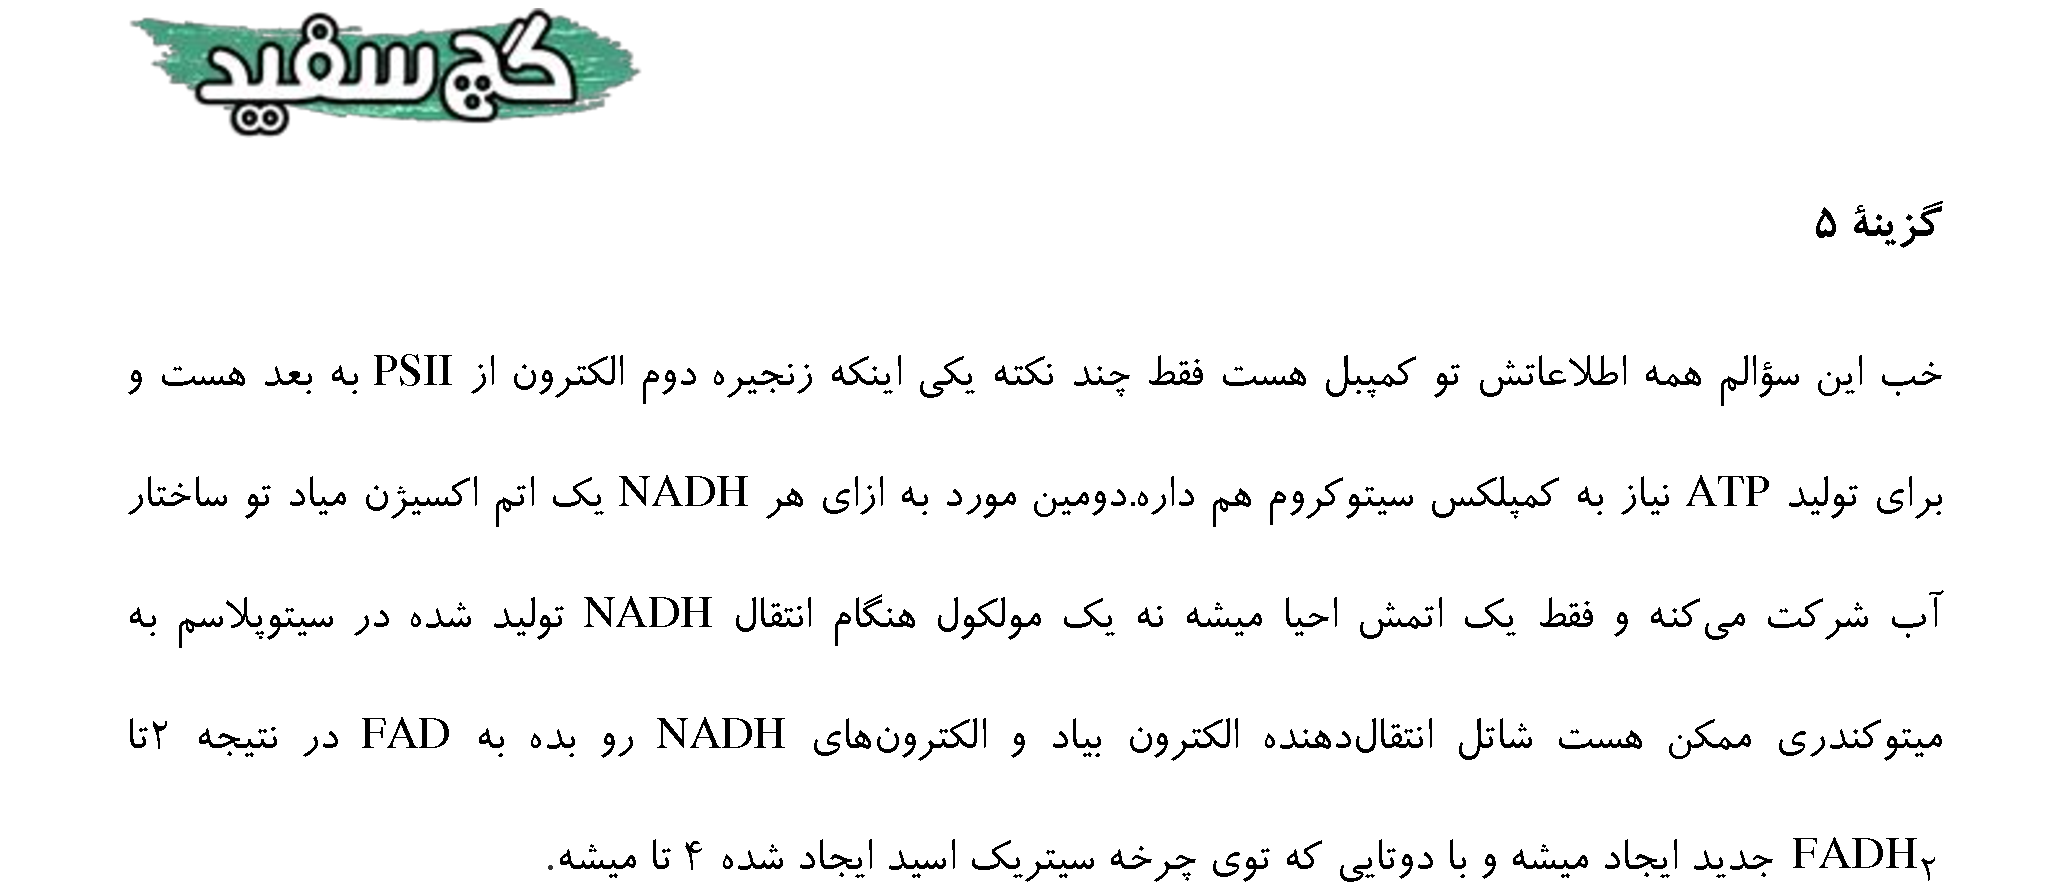 گچ سفید
گزینهٔ ۵
خب این سؤالم همه اطلاعاتش تو کمپبل هست فقط چند نکته یکی اینکه زنجیره دوم الکترون از PSII به بعد هست و
برای تولید ATP نیاز به کمپلکس سیتوکروم هم داره.دومین مورد به ازای هر NADH یک اتم اکسیژن میاد تو ساختار
آب شرکت می‌کنه و فقط یک اتمش احیا میشه نه یک مولکول هنگام انتقال NADH تولید شده در سیتوپلاسم به
میتوکندری ممکن هست شاتل انتقال‌دهنده الکترون بیاد و الکترون‌های NADH رو بده به FAD در نتیجه ۲تا
FADH₂ جدید ایجاد میشه و با دوتایی که توی چرخه سیتریک اسید ایجاد شده ۴ تا میشه.